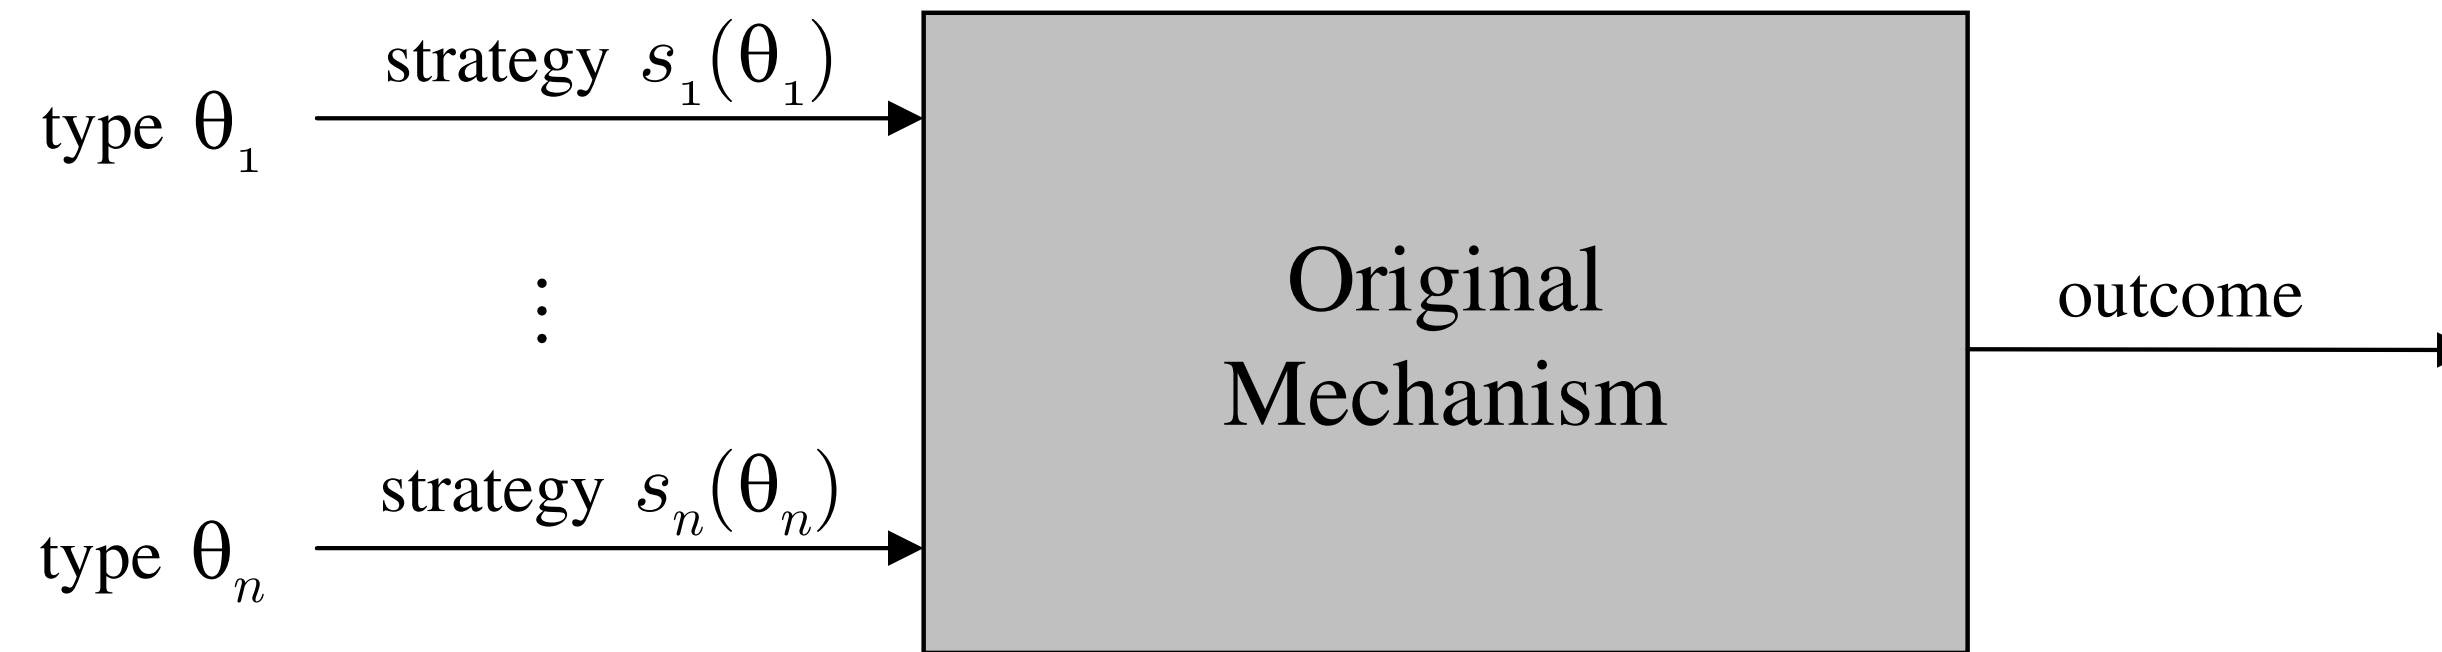 strategy s₁(θ₁)
type θ₁
⋮
Original
Mechanism
outcome
strategy sₙ(θₙ)
type θₙ